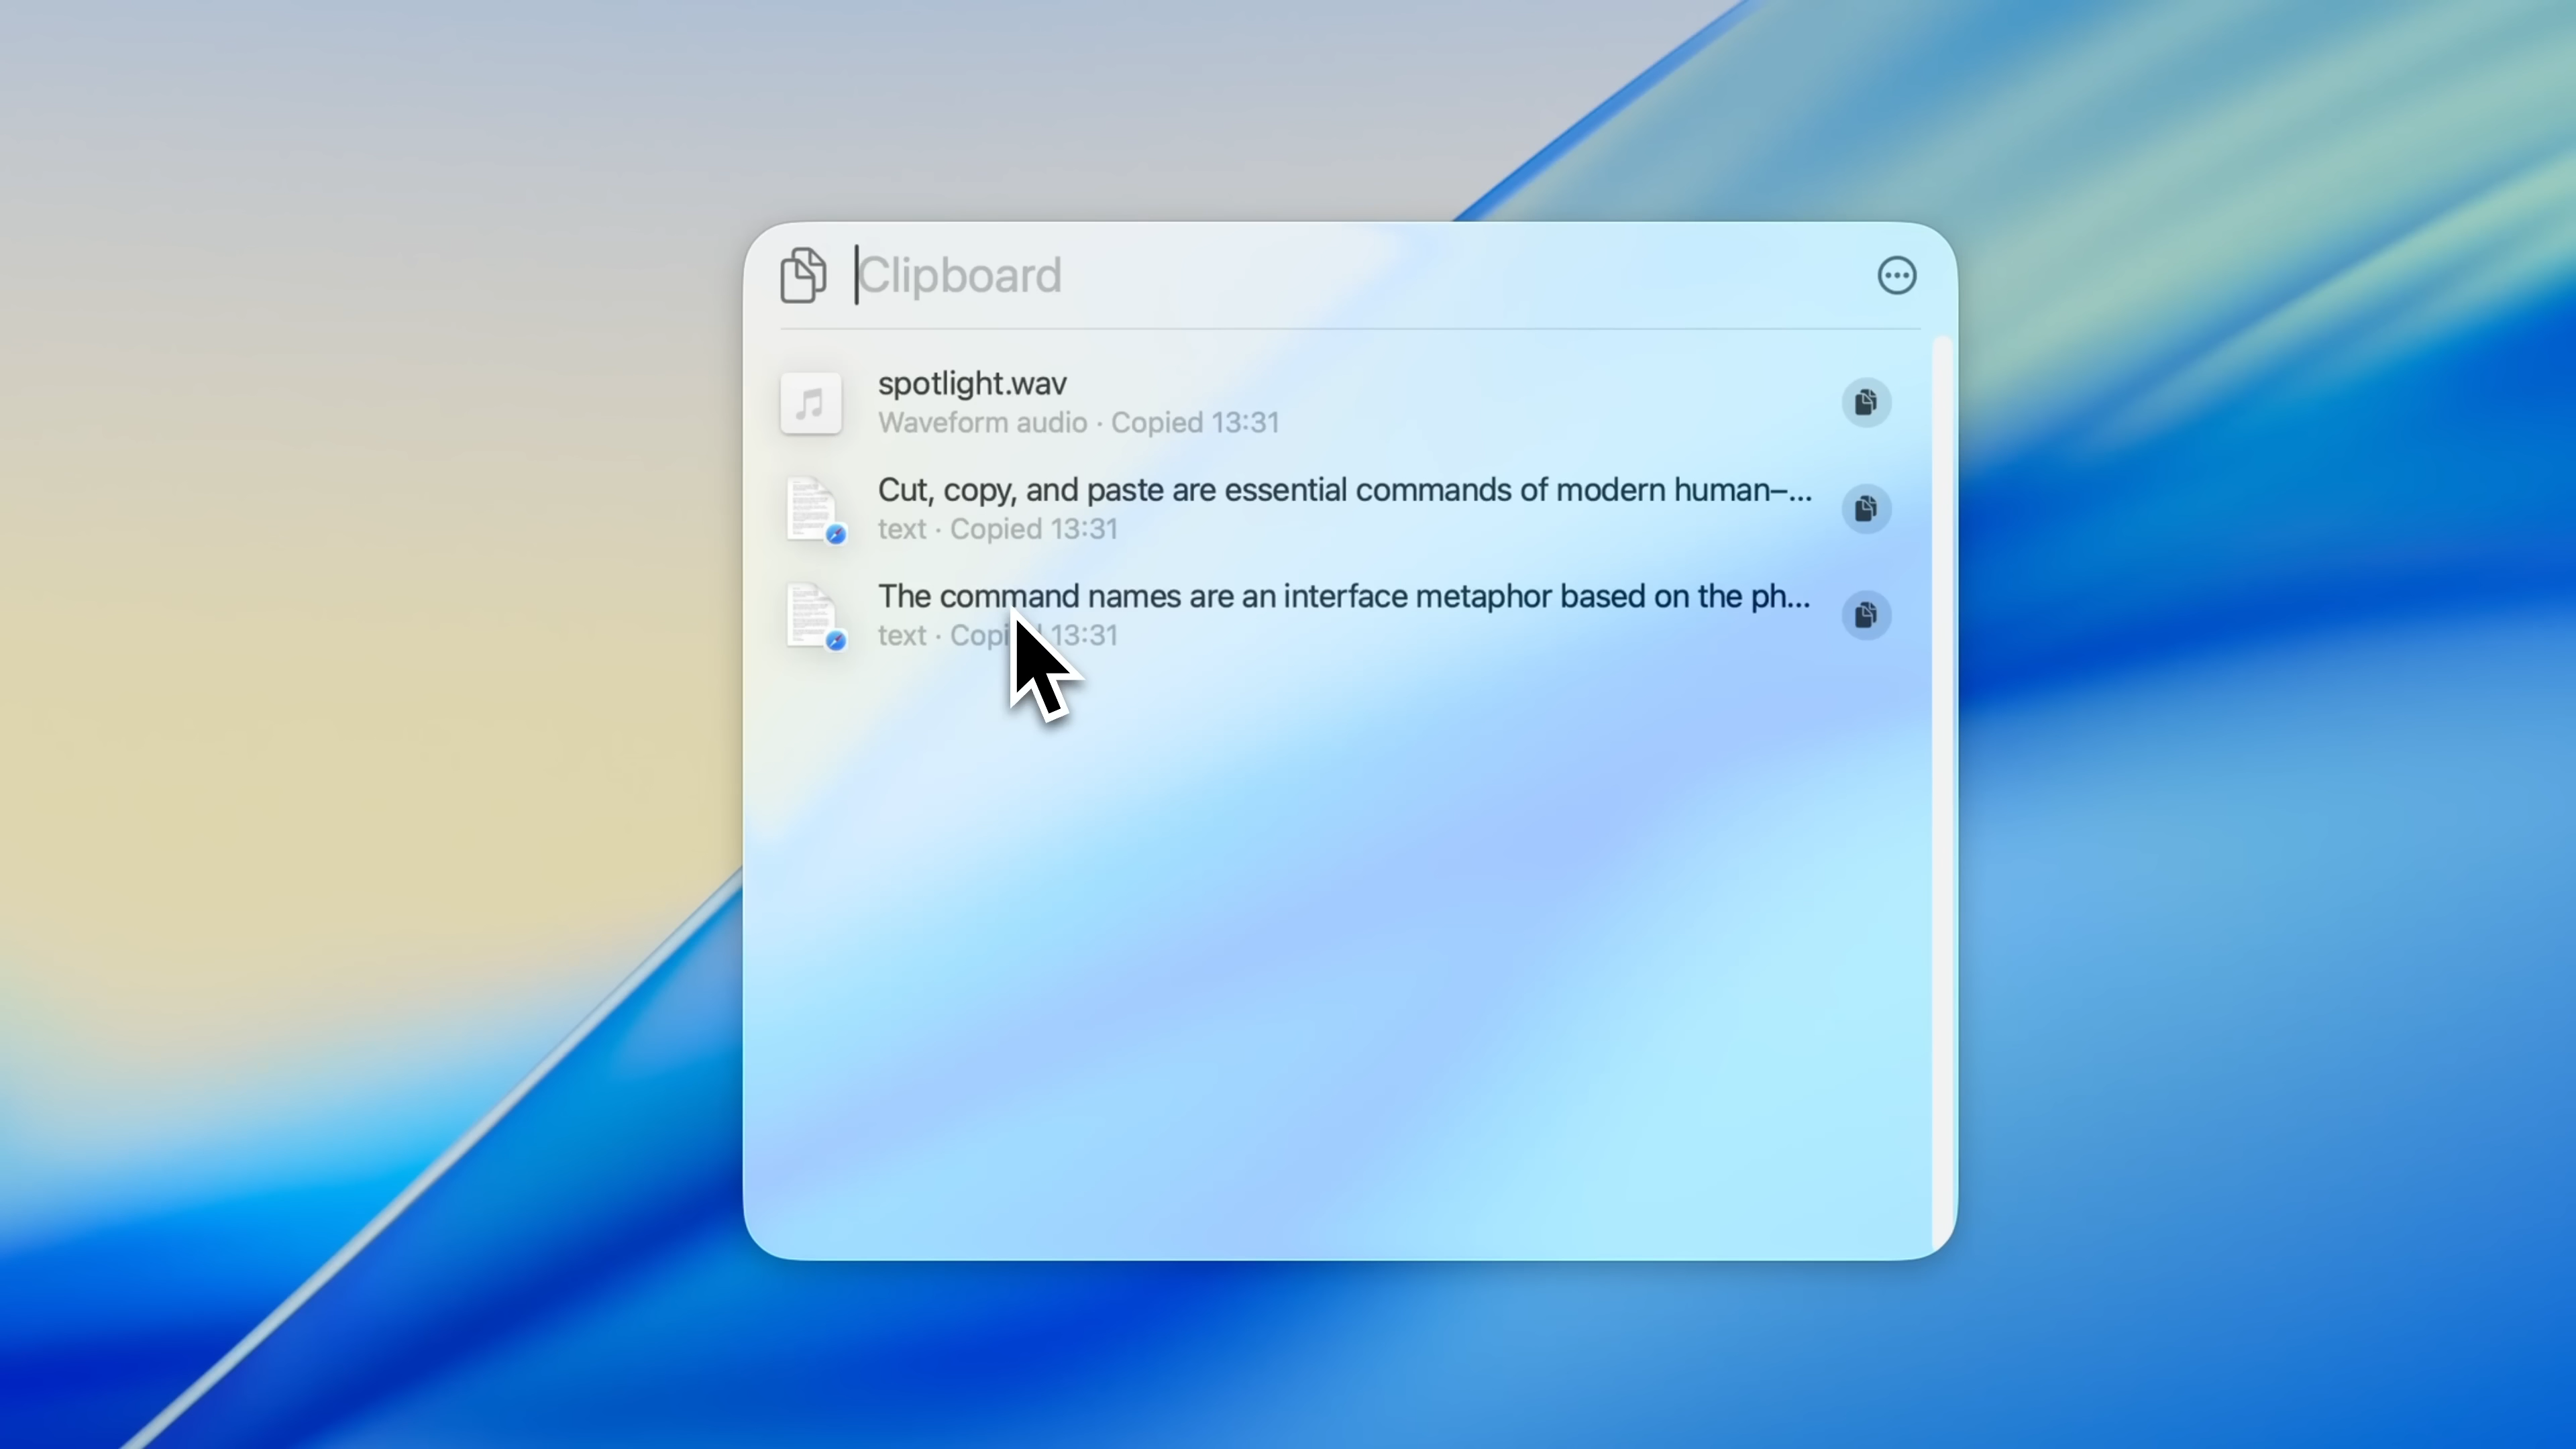 Clipboard
spotlight.wav
Waveform audio · Copied 13:31
Cut, copy, and paste are essential commands of modern human–...
text · Copied 13:31
The command names are an interface metaphor based on the ph...
text · Copied 13:31